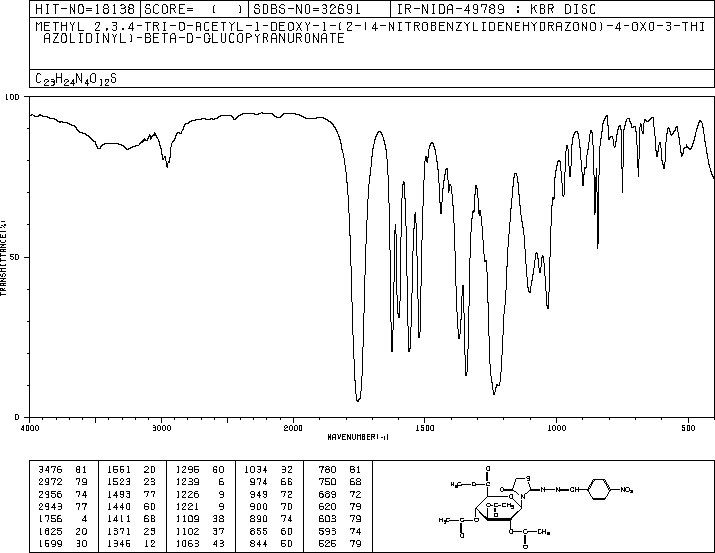 HIT-NO=18138 SCORE= ( ) SDBS-NO=32691 IR-NIDA-49789 : KBR DISC
METHYL 2,3,4-TRI-O-ACETYL-1-DEOXY-1-(2-(4-NITROBENZYLIDENEHYDRAZONO)-4-OXO-3-THI
AZOLIDINYL)-BETA-D-GLUCOPYRANURONATE
C23H24N4O12S
100
50
0
TRANSMITTANCE(%)
4000 3000 2000 1500 1000 500
WAVENUMBER(-1)
3476 81 1561 20 1296 60 1034 32 780 81
2972 79 1523 23 1239 6 974 66 750 68
2956 74 1493 77 1226 9 949 72 689 72
2943 77 1440 60 1221 9 900 70 620 79
1756 4 1411 68 1109 38 890 74 603 79
1625 20 1371 23 1102 37 855 60 593 74
1599 30 1346 12 1063 43 844 50 526 79